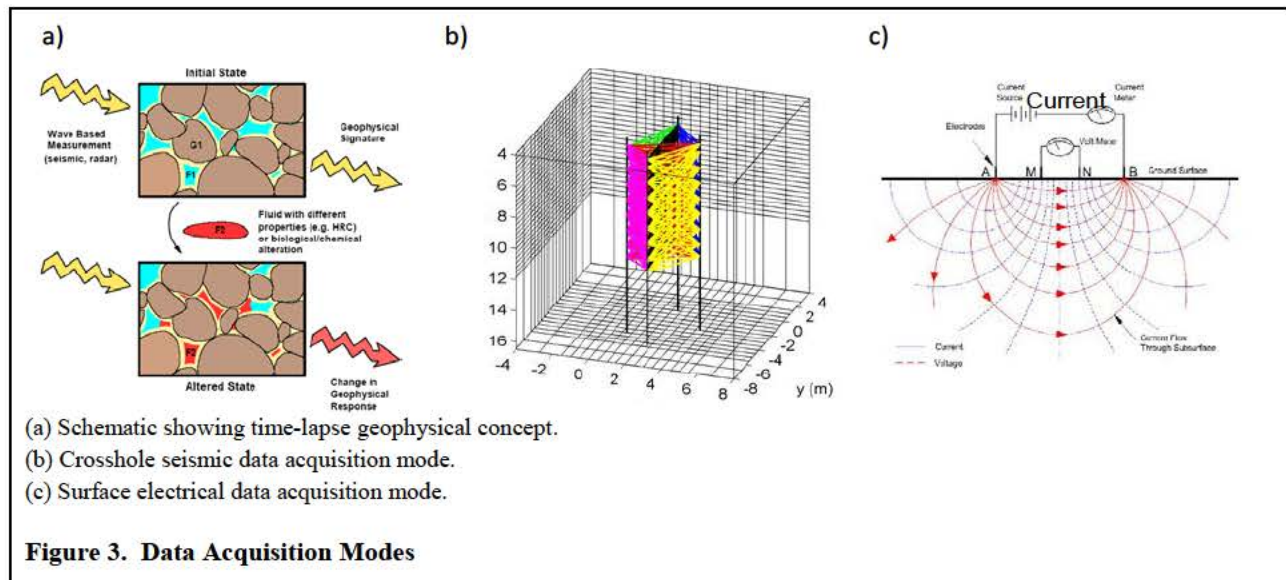 a)
Initial State
Wave Based
Measurement
(seismic, radar)
G1
F1
Geophysical
Signature
F2
Fluid with different
properties (e.g. HRC)
or biological/chemical
alteration
F2
Altered State
Change in
Geophysical
Response
b)
4
6
8
10
12
14
16
-4
-2
0
2
4
6
8
-8
-6
-4
-2
0
2
4
y (m)
c)
Current
Source
Current
Current
Meter
Electrodes
Volt Meter
A
M
N
B
Ground Surface
Current
Voltage
Current Flow
Through Subsurface
(a) Schematic showing time-lapse geophysical concept.
(b) Crosshole seismic data acquisition mode.
(c) Surface electrical data acquisition mode.
Figure 3. Data Acquisition Modes